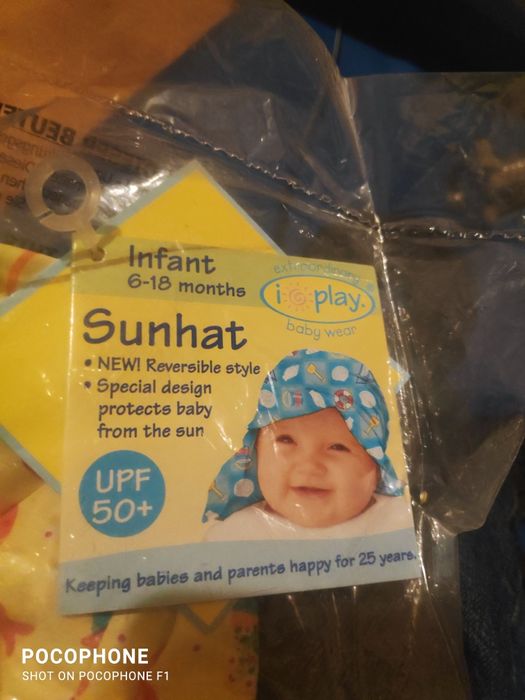 Infant
6-18 months
extraordinary
i play.®
baby wear
Sunhat
• NEW! Reversible style
• Special design
protects baby
from the sun
UPF
50+
Keeping babies and parents happy for 25 years.
POCOPHONE
SHOT ON POCOPHONE F1